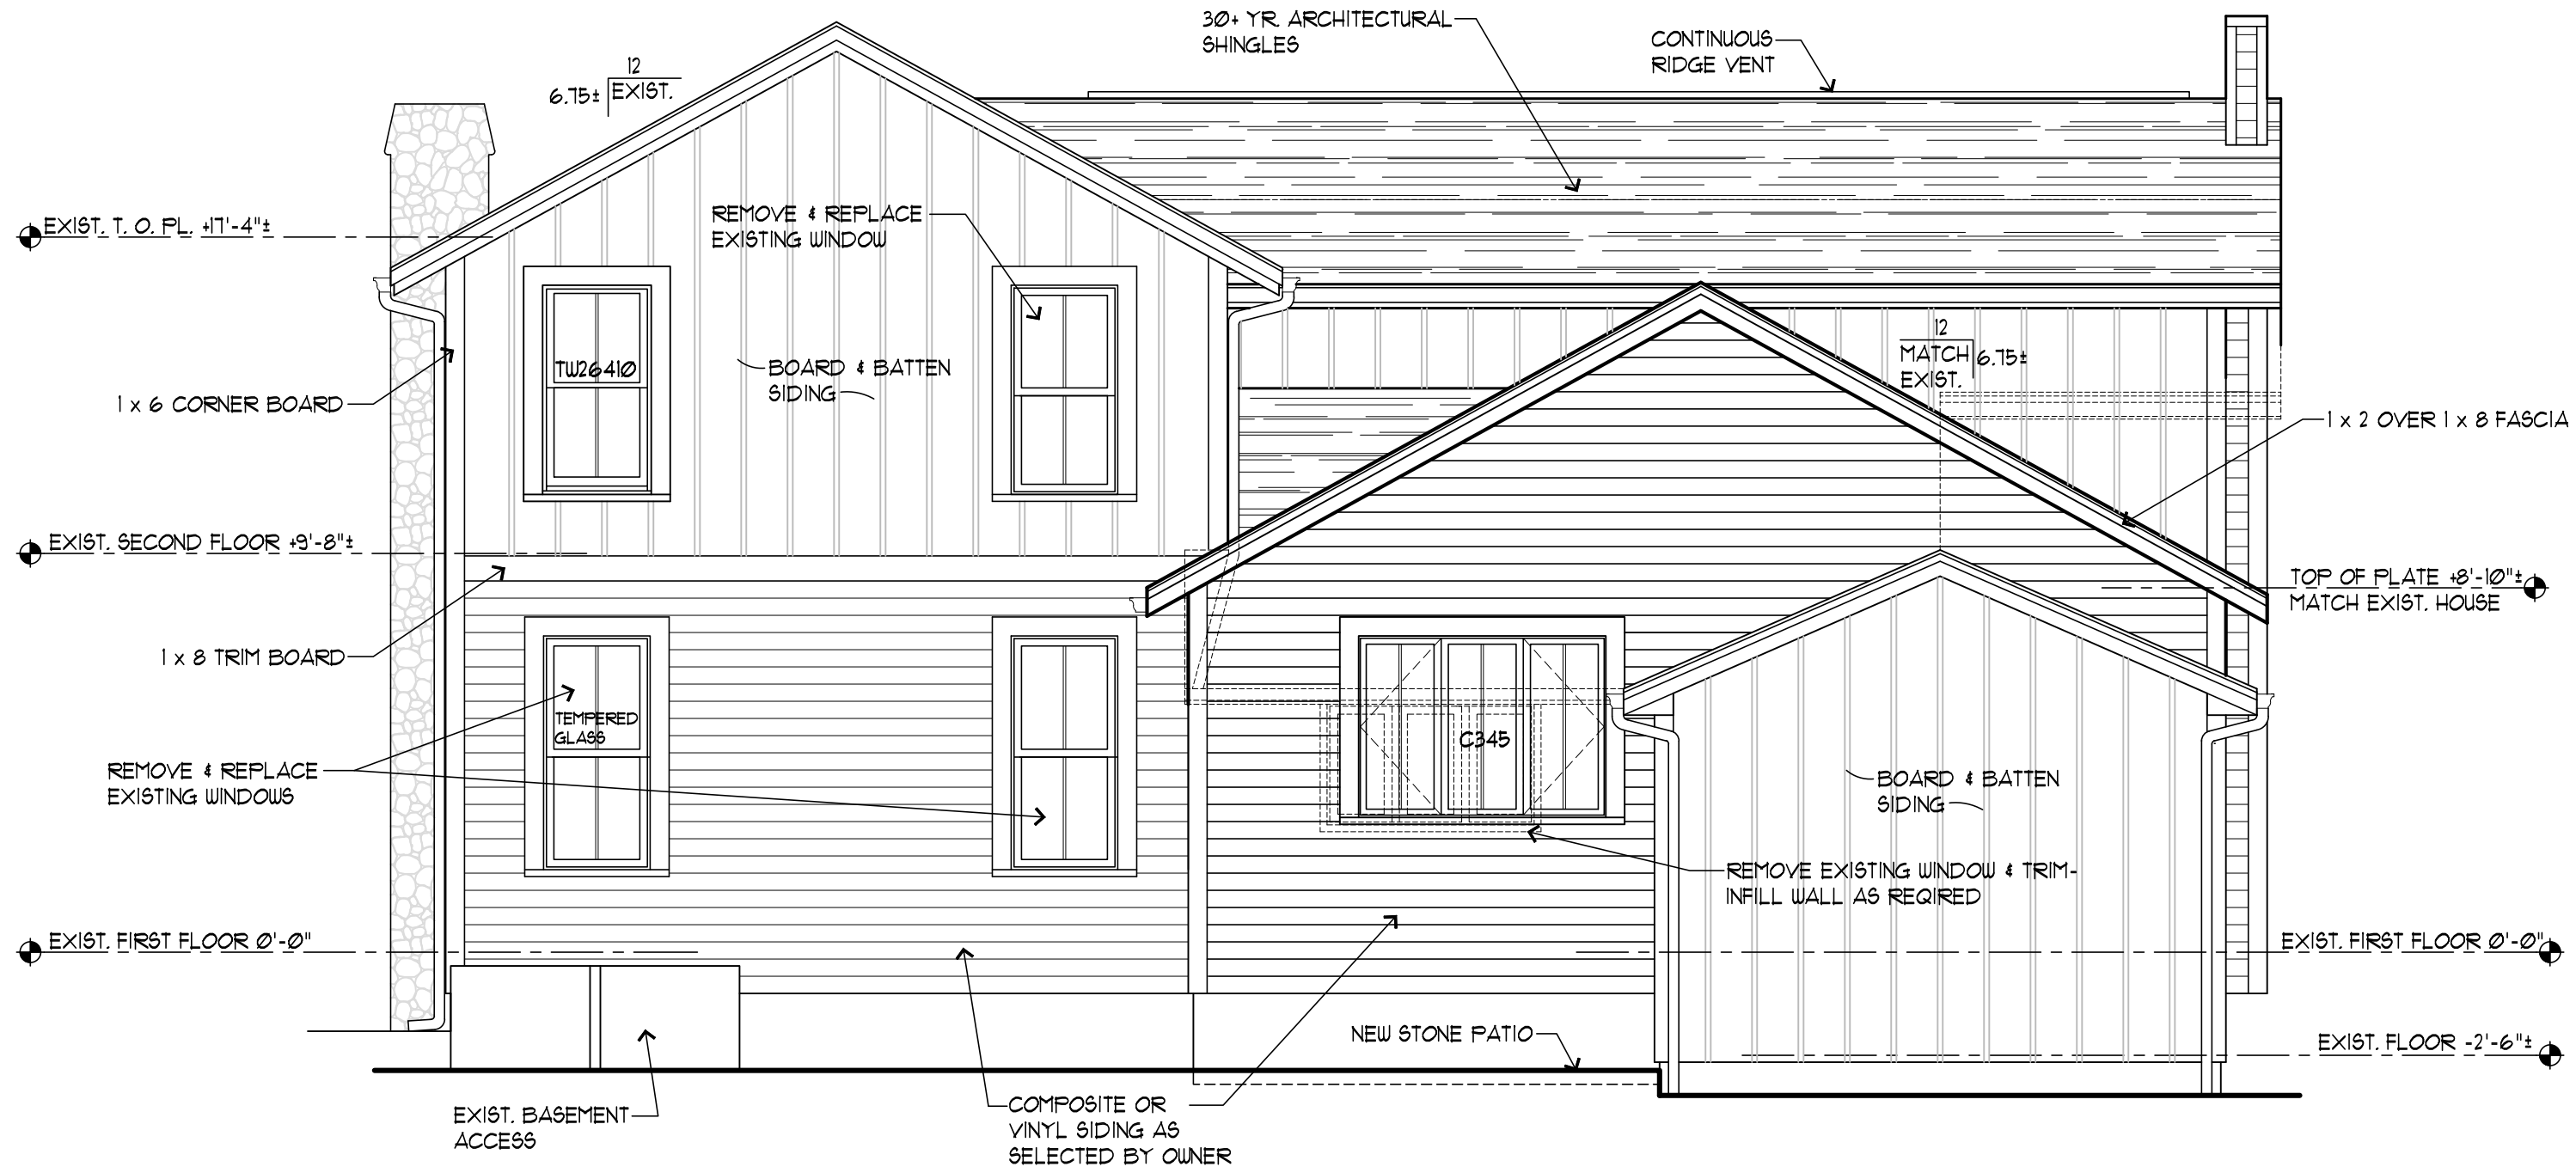 30+ YR. ARCHITECTURAL
SHINGLES
CONTINUOUS
RIDGE VENT
12
6.75±
EXIST.
REMOVE & REPLACE
EXISTING WINDOW
EXIST. T. O. PL. +17'-4"±
12
MATCH
6.75±
EXIST.
TW26410
BOARD & BATTEN
SIDING
1 x 6 CORNER BOARD
1 x 2 OVER 1 x 8 FASCIA
EXIST. SECOND FLOOR +9'-8"±
TOP OF PLATE +8'-10"±
MATCH EXIST. HOUSE
1 x 8 TRIM BOARD
TEMPERED
GLASS
C345
REMOVE & REPLACE
EXISTING WINDOWS
BOARD & BATTEN
SIDING
REMOVE EXISTING WINDOW & TRIM-
INFILL WALL AS REQIRED
EXIST. FIRST FLOOR 0'-0"
EXIST. FIRST FLOOR 0'-0"
NEW STONE PATIO
EXIST. FLOOR -2'-6"±
EXIST. BASEMENT
ACCESS
COMPOSITE OR
VINYL SIDING AS
SELECTED BY OWNER